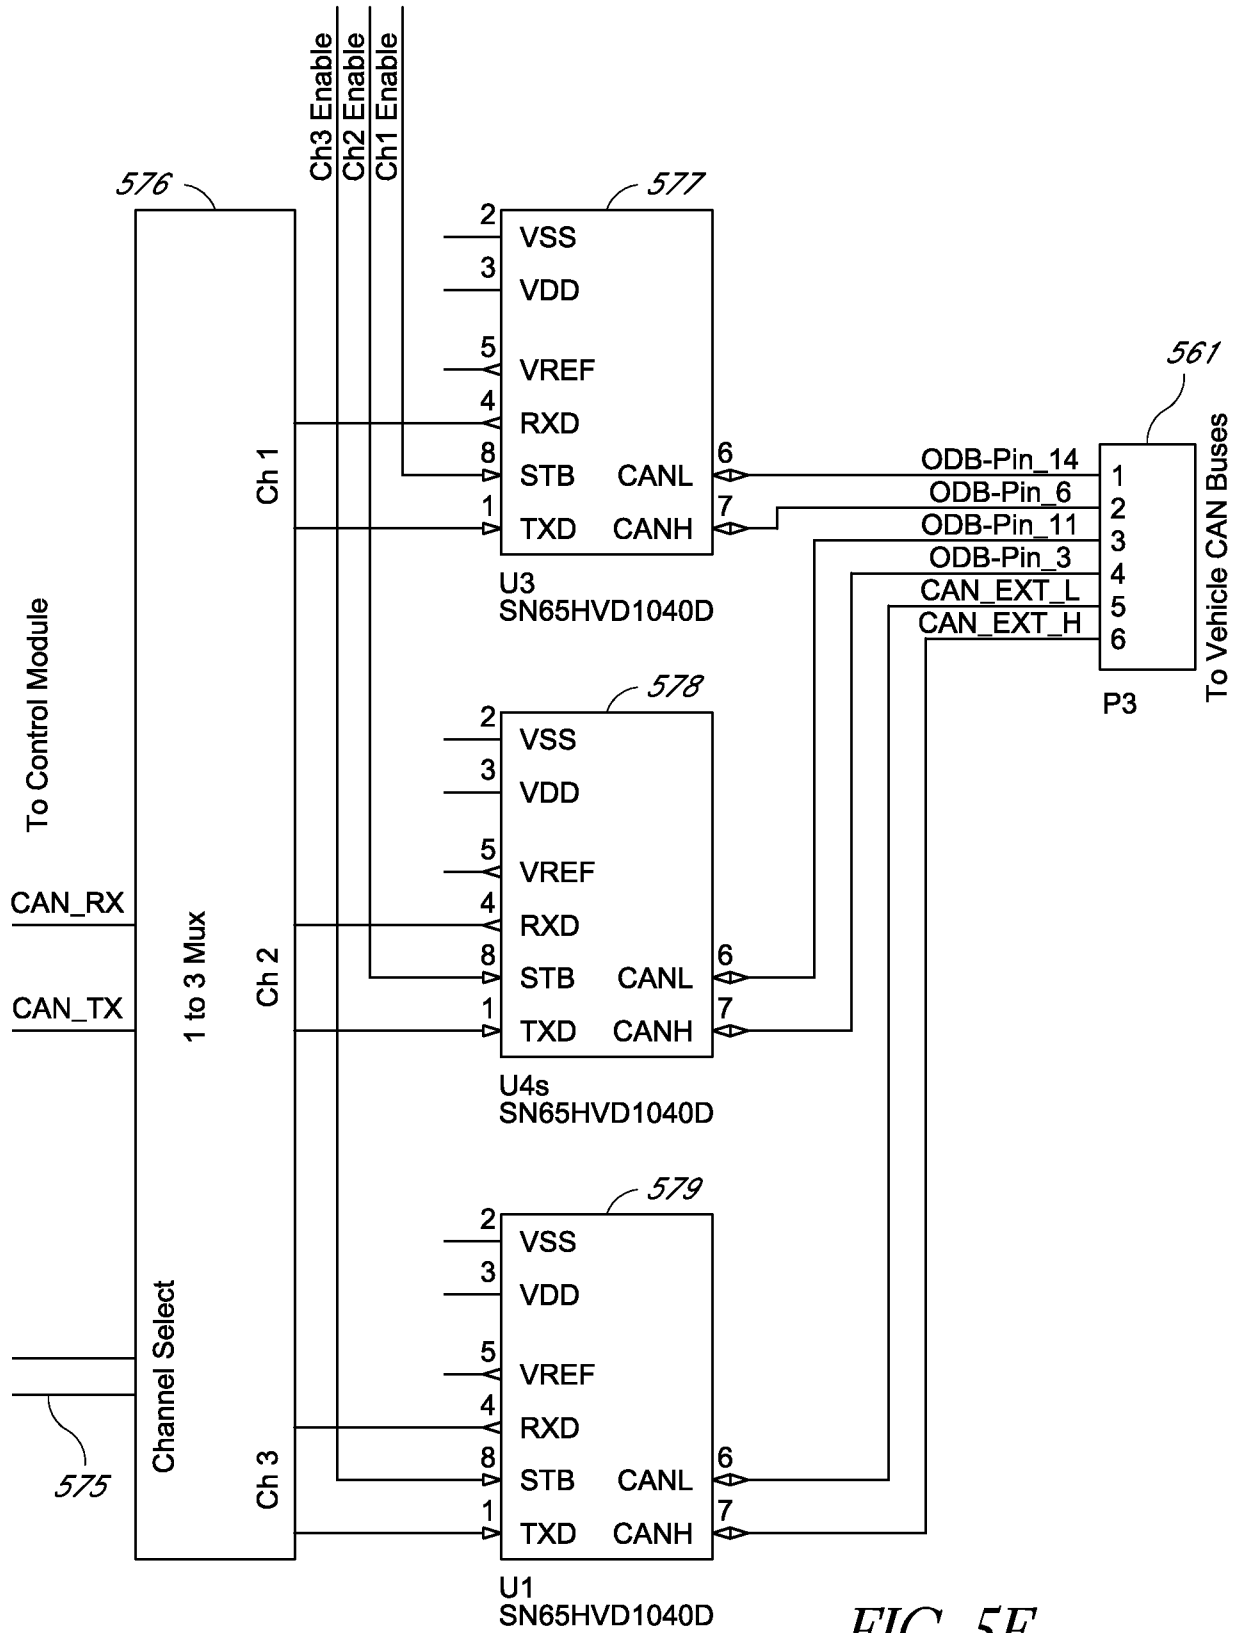 Ch3 Enable
Ch2 Enable
Ch1 Enable
576
577
2
VSS
3
VDD
5
VREF
4
RXD
8
STB
CANL
6
1
TXD
CANH
7
U3
SN65HVD1040D
Ch 1
561
ODB-Pin_14
1
ODB-Pin_6
2
ODB-Pin_11
3
ODB-Pin_3
4
CAN_EXT_L
5
CAN_EXT_H
6
P3
To Vehicle CAN Buses
To Control Module
CAN_RX
CAN_TX
1 to 3 Mux
Ch 2
578
2
VSS
3
VDD
5
VREF
4
RXD
8
STB
CANL
6
1
TXD
CANH
7
U4s
SN65HVD1040D
Channel Select
575
Ch 3
579
2
VSS
3
VDD
5
VREF
4
RXD
8
STB
CANL
6
1
TXD
CANH
7
U1
SN65HVD1040D